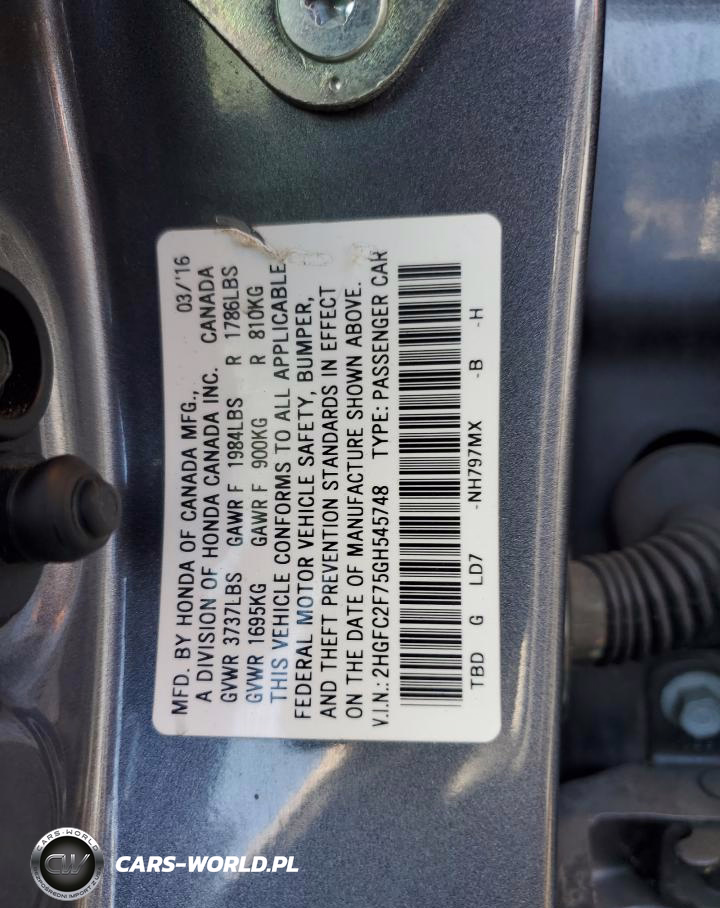 MFD. BY HONDA OF CANADA MFG., 03/'16
A DIVISION OF HONDA CANADA INC. CANADA
GVWR 3737LBS GAWR F 1984LBS R 1786LBS
GVWR 1695KG GAWR F 900KG R 810KG
THIS VEHICLE CONFORMS TO ALL APPLICABLE
FEDERAL MOTOR VEHICLE SAFETY, BUMPER,
AND THEFT PREVENTION STANDARDS IN EFFECT
ON THE DATE OF MANUFACTURE SHOWN ABOVE.
V.I.N.: 2HGFC2F75GH545748 TYPE: PASSENGER CAR
TBD G LD7 -NH797MX -B -H
CARS-WORLD
CW
CARS-WORLD.PL